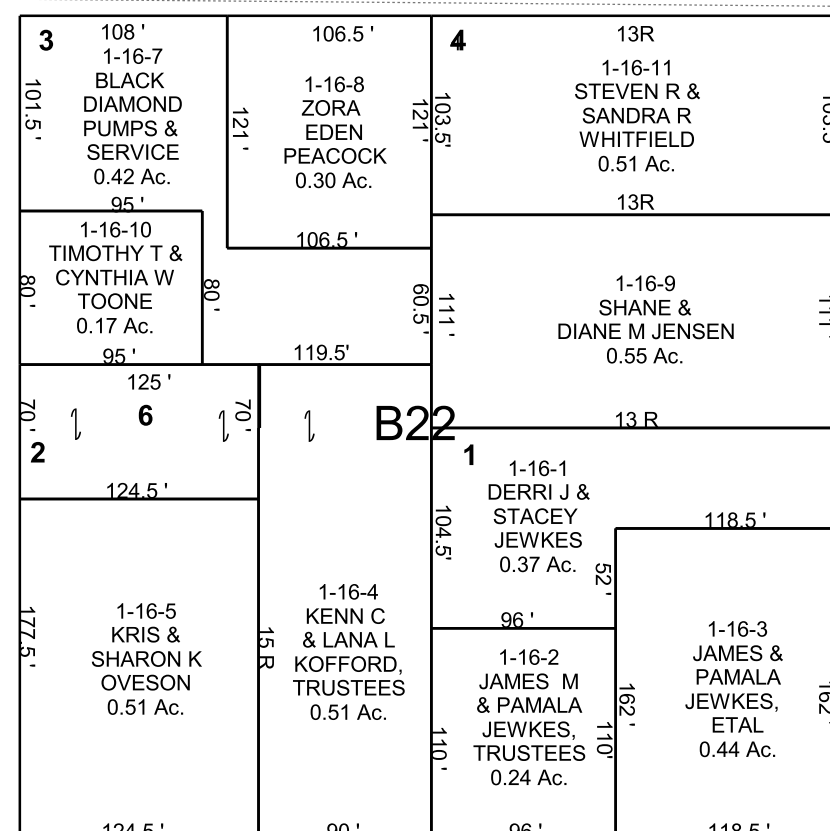 3
108 '
1-16-7
BLACK
DIAMOND
PUMPS &
SERVICE
0.42 Ac.
101.5 '
95 '
106.5 '
1-16-8
ZORA
EDEN
PEACOCK
0.30 Ac.
121 '
121 '
106.5 '
4
13R
1-16-11
STEVEN R &
SANDRA R
WHITFIELD
0.51 Ac.
103.5'
13R
1-16-10
TIMOTHY T &
CYNTHIA W
TOONE
0.17 Ac.
80 '
80 '
95 '
60.5 '
119.5'
1-16-9
SHANE &
DIANE M JENSEN
0.55 Ac.
111 '
13 R
125 '
6
70 '
70 '
2
124.5 '
B22
1
1-16-1
DERRI J &
STACEY
JEWKES
0.37 Ac.
104.5'
52 '
96 '
118.5 '
1-16-5
KRIS &
SHARON K
OVESON
0.51 Ac.
177.5'
124.5 '
15 R
1-16-4
KENN C
& LANA L
KOFFORD,
TRUSTEES
0.51 Ac.
90 '
1-16-2
JAMES M
& PAMALA
JEWKES,
TRUSTEES
0.24 Ac.
110 '
110'
96 '
1-16-3
JAMES &
PAMALA
JEWKES,
ETAL
0.44 Ac.
162 '
118.5 '